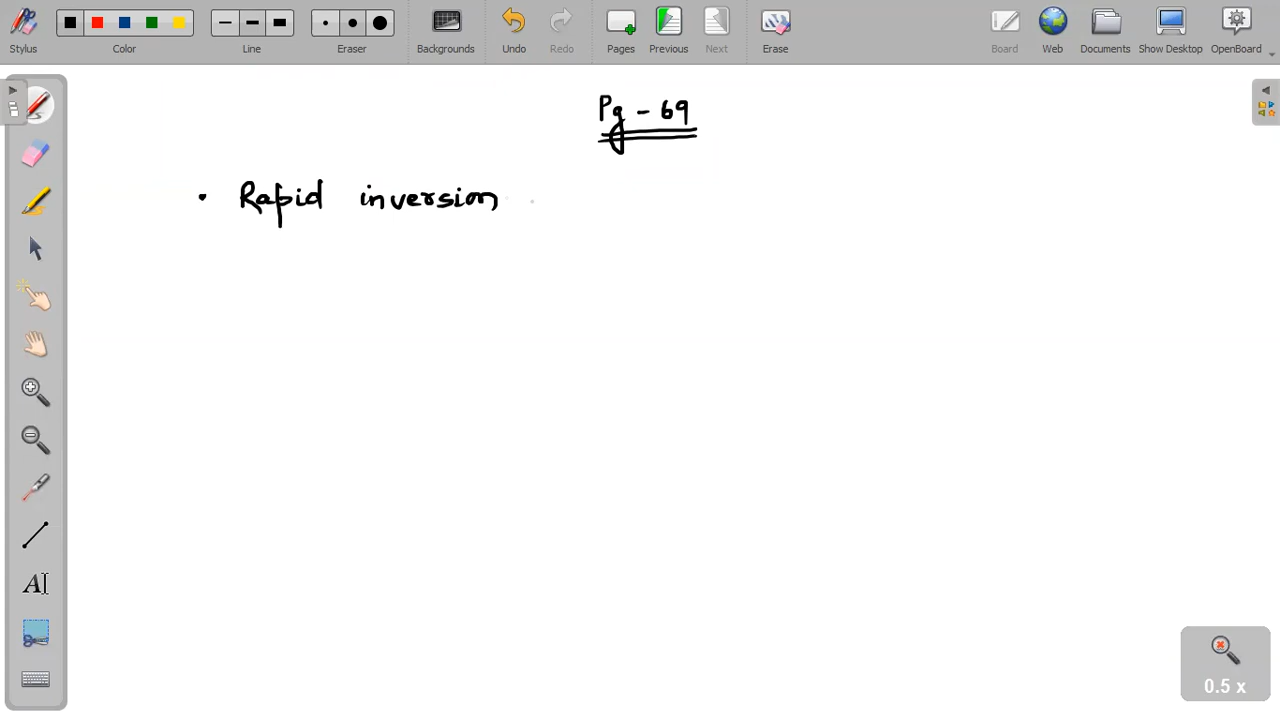 Stylus Color Line Eraser Backgrounds Undo Redo Pages Previous Next Erase Board Web Documents Show Desktop OpenBoard
Pg - 69
• Rapid inversion
0.5 x